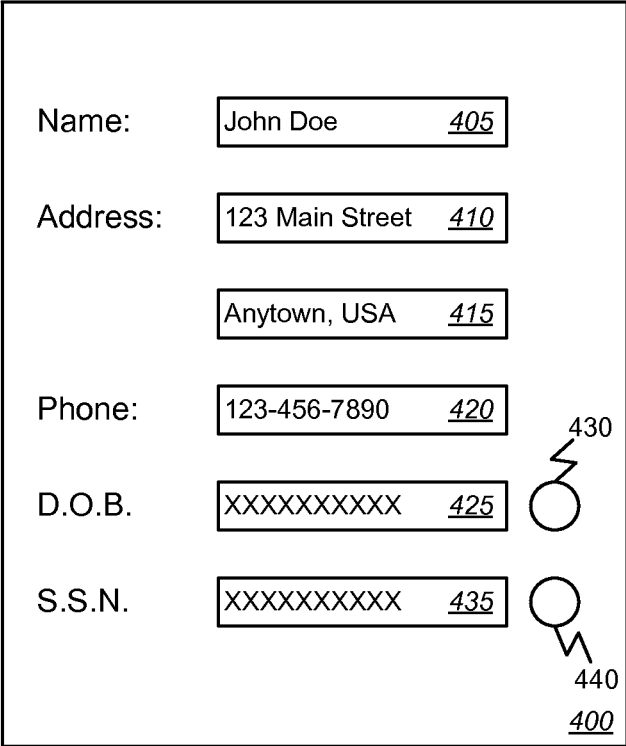 Name: John Doe 405
Address: 123 Main Street 410
Anytown, USA 415
Phone: 123-456-7890 420
430
D.O.B. XXXXXXXXXX 425
S.S.N. XXXXXXXXXX 435
440
400